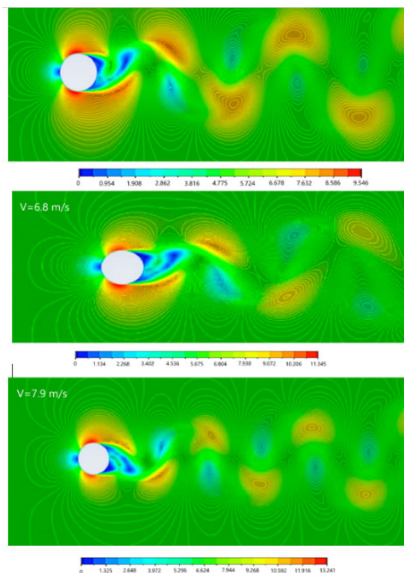 0 0.954 1.908 2.862 3.816 4.775 5.724 6.678 7.632 8.586 9.546
V=6.8 m/s
0 1.134 2.268 3.402 4.536 5.675 6.804 7.938 9.072 10.206 11.345
V=7.9 m/s
0 1.325 2.648 3.972 5.296 6.624 7.944 9.268 10.592 11.916 13.241